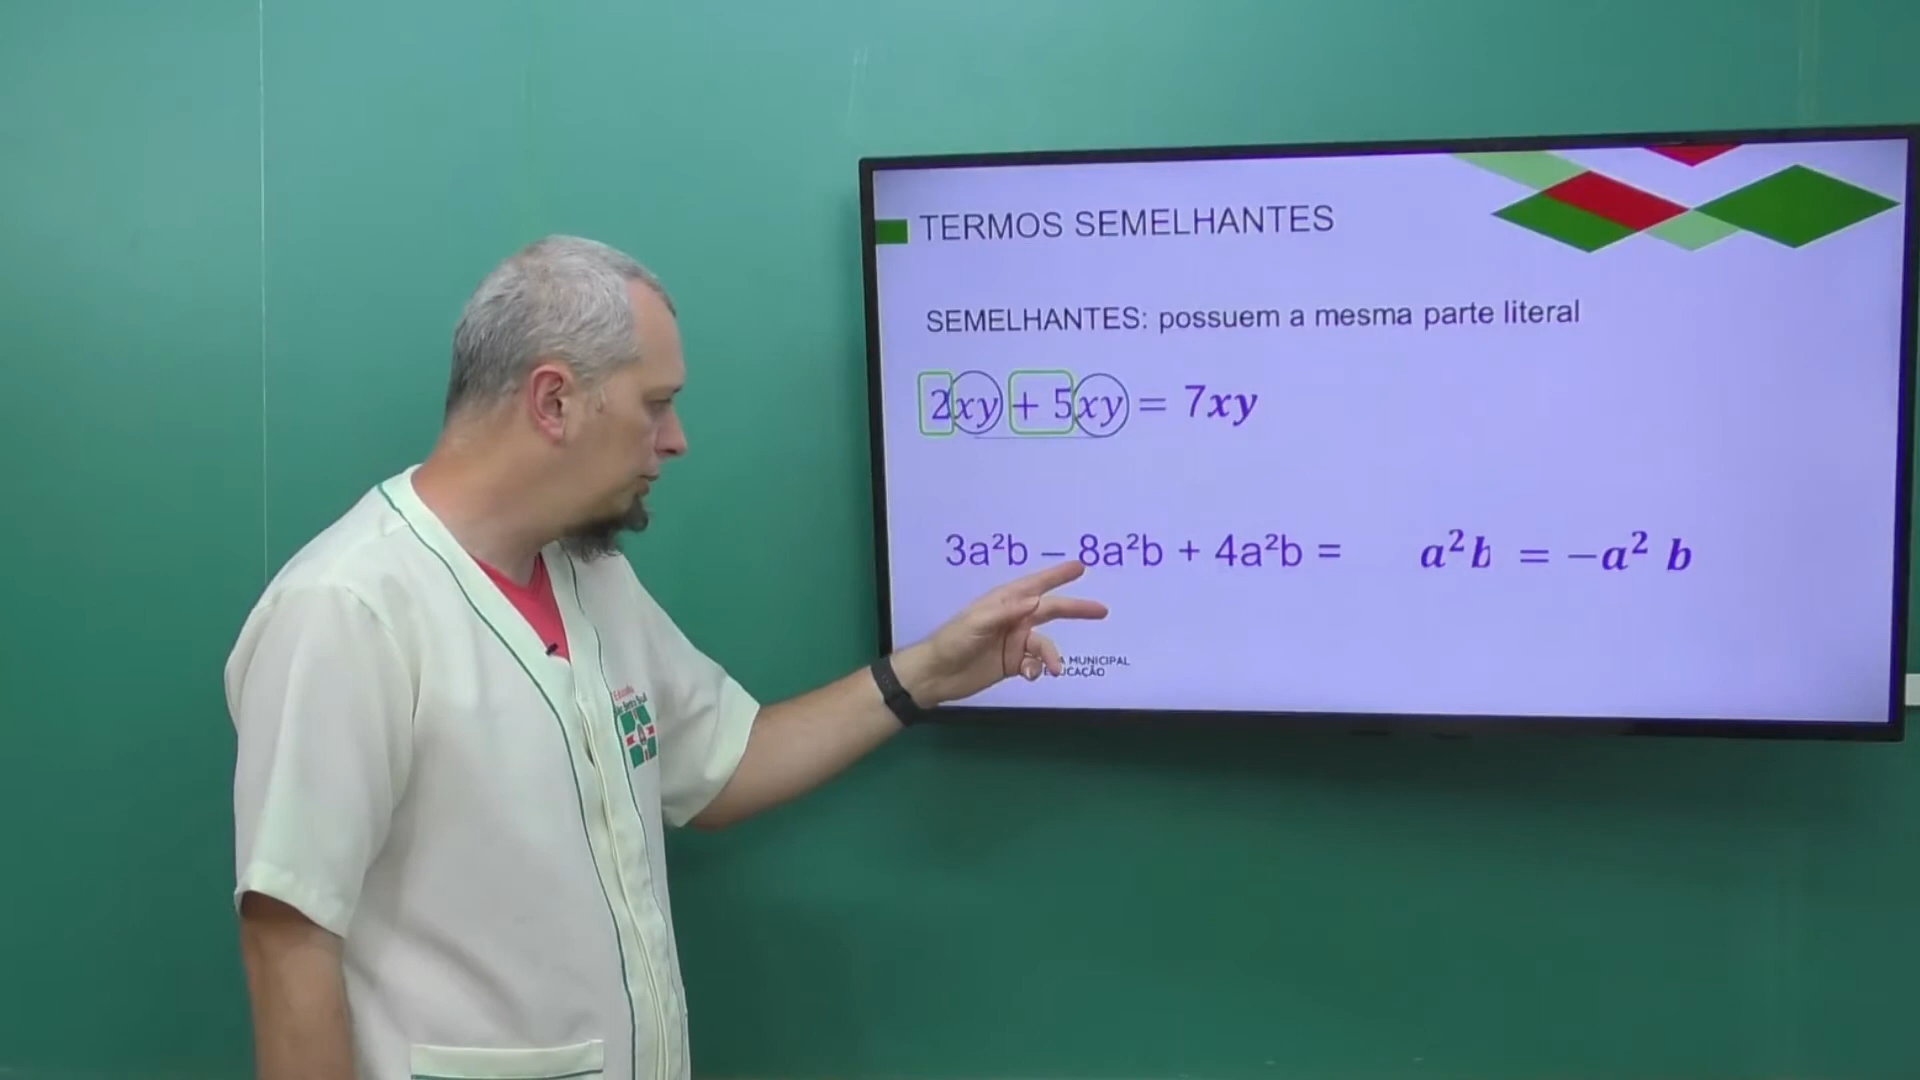 TERMOS SEMELHANTES
SEMELHANTES: possuem a mesma parte literal
2xy + 5xy = 7xy
3a²b – 8a²b + 4a²b = a²b = −a² b
MUNICIPAL